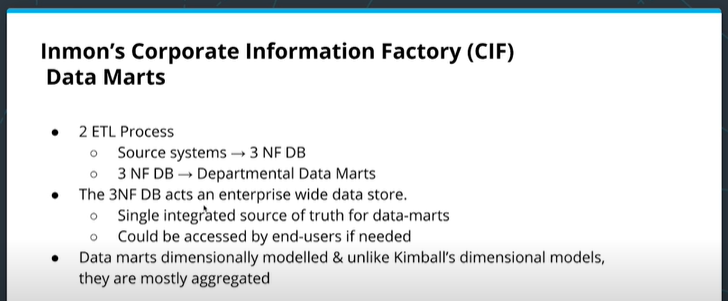 Inmon's Corporate Information Factory (CIF)
Data Marts
● 2 ETL Process
○ Source systems → 3 NF DB
○ 3 NF DB → Departmental Data Marts
● The 3NF DB acts an enterprise wide data store.
○ Single integrated source of truth for data-marts
○ Could be accessed by end-users if needed
● Data marts dimensionally modelled & unlike Kimball's dimensional models,
they are mostly aggregated